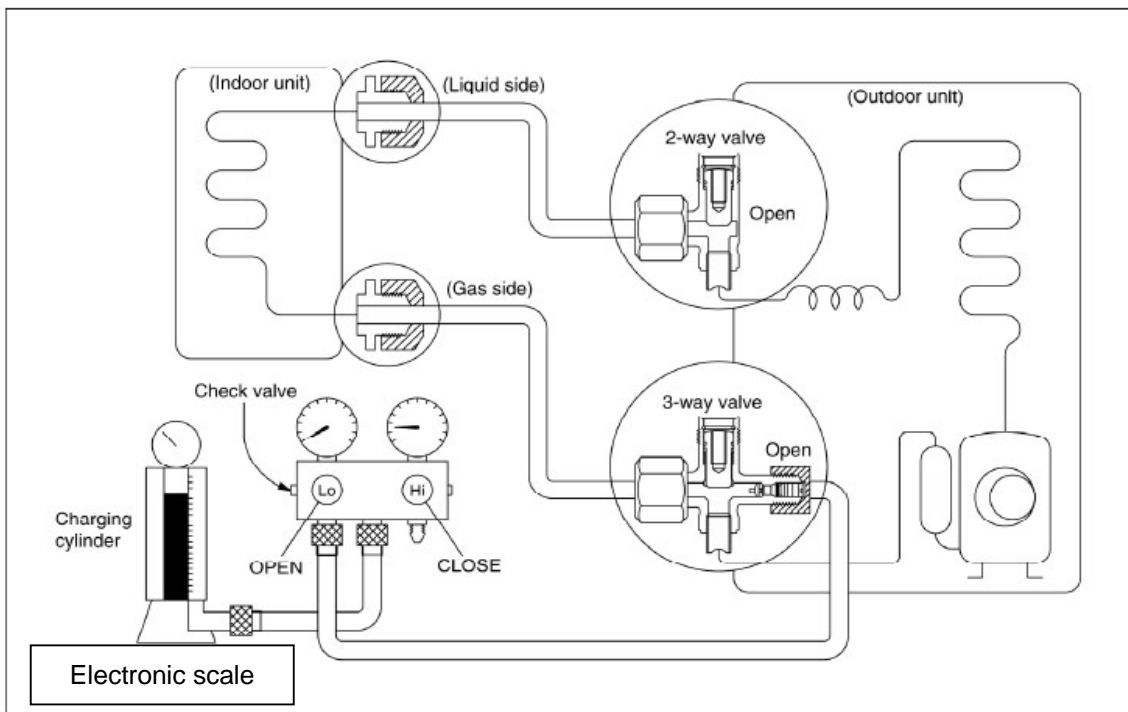 (Indoor unit)
(Liquid side)
(Outdoor unit)
2-way valve
Open
(Gas side)
3-way valve
Open
Check valve
Lo
Hi
Charging
cylinder
OPEN
CLOSE
Electronic scale